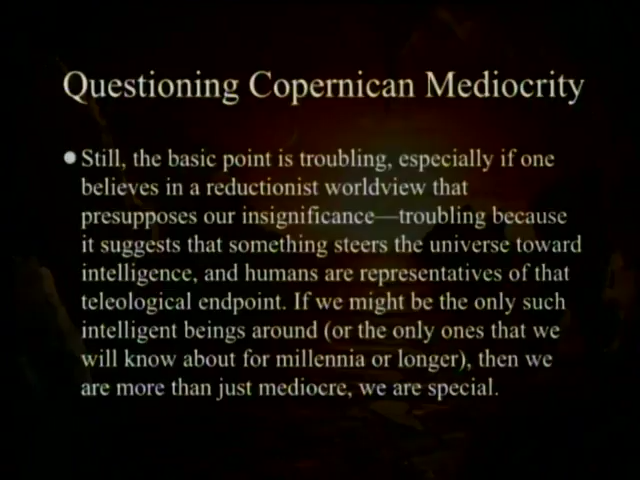 Questioning Copernican Mediocrity
Still, the basic point is troubling, especially if one
believes in a reductionist worldview that
presupposes our insignificance—troubling because
it suggests that something steers the universe toward
intelligence, and humans are representatives of that
teleological endpoint. If we might be the only such
intelligent beings around (or the only ones that we
will know about for millennia or longer), then we
are more than just mediocre, we are special.